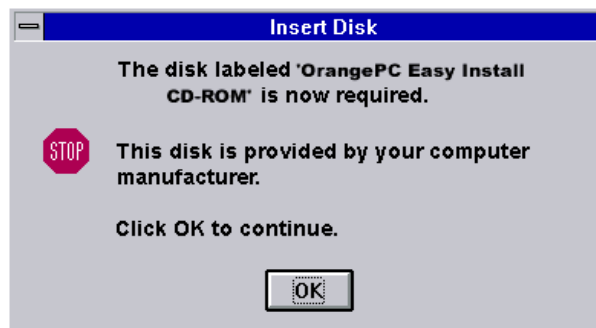 Insert Disk
The disk labeled 'OrangePC Easy Install
CD-ROM' is now required.
STOP
This disk is provided by your computer
manufacturer.
Click OK to continue.
OK